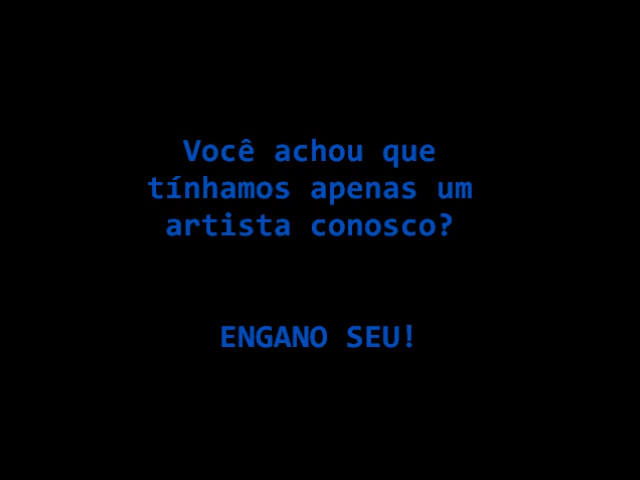 Você achou que
tínhamos apenas um
artista conosco?
ENGANO SEU!